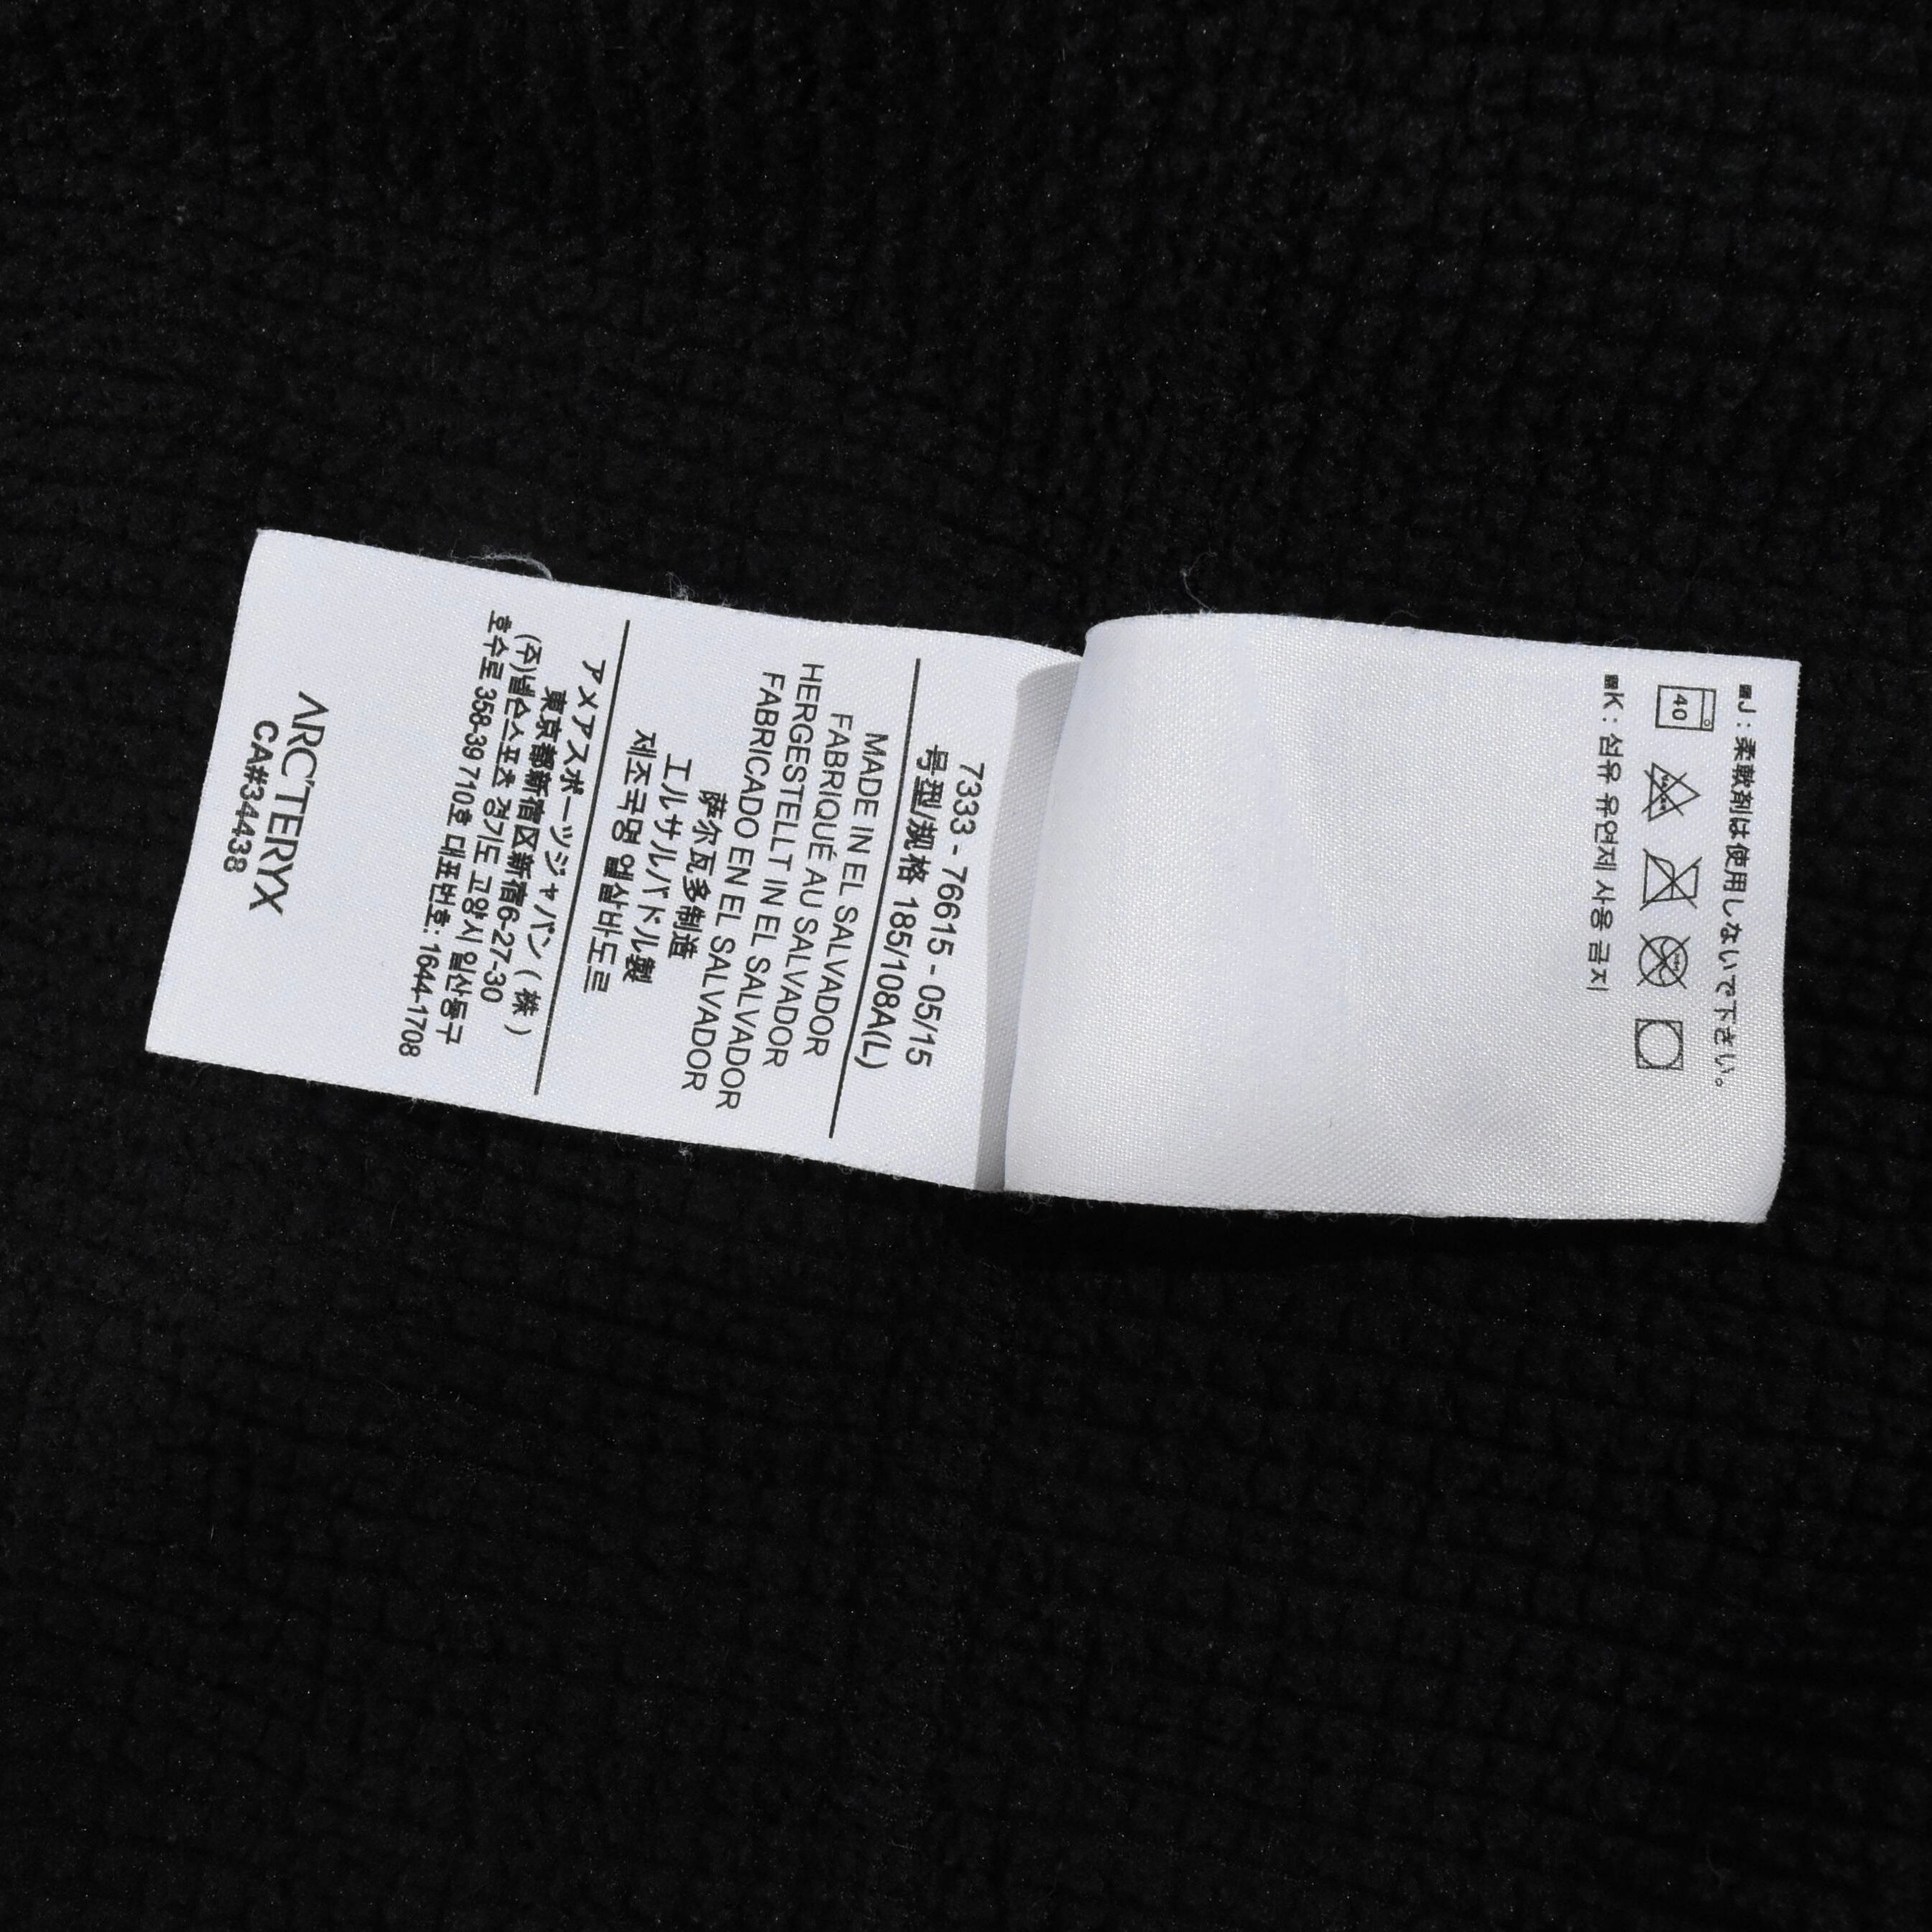 ■J : 柔軟剤は使用しないで下さい。
40
■K : 섬유 유연제 사용 금지
7333 - 76615 - 05/15
号型/规格 185/108A(L)
MADE IN EL SALVADOR
FABRIQUÉ AU SALVADOR
HERGESTELLT IN EL SALVADOR
FABRICADO EN EL SALVADOR
萨尔瓦多制造
エルサルバドル製
제조국명 엘살바도르
アメアスポーツジャパン ( 株 )
東京都新宿区新宿6-27-30
(주)넬슨스포츠 경기도 고양시 일산동구
호수로 358-39 710호 대표번호: 1644-1708
ARC'TERYX
CA#34438